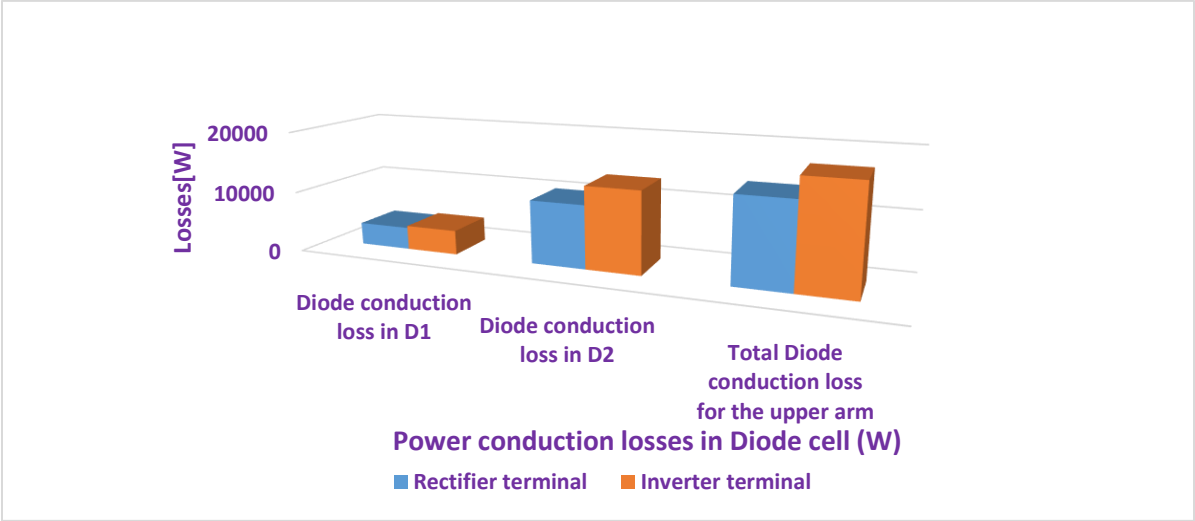 20000
10000
0
Losses[W]
Diode conduction
loss in D1
Diode conduction
loss in D2
Total Diode
conduction loss
for the upper arm
Power conduction losses in Diode cell (W)
Rectifier terminal
Inverter terminal